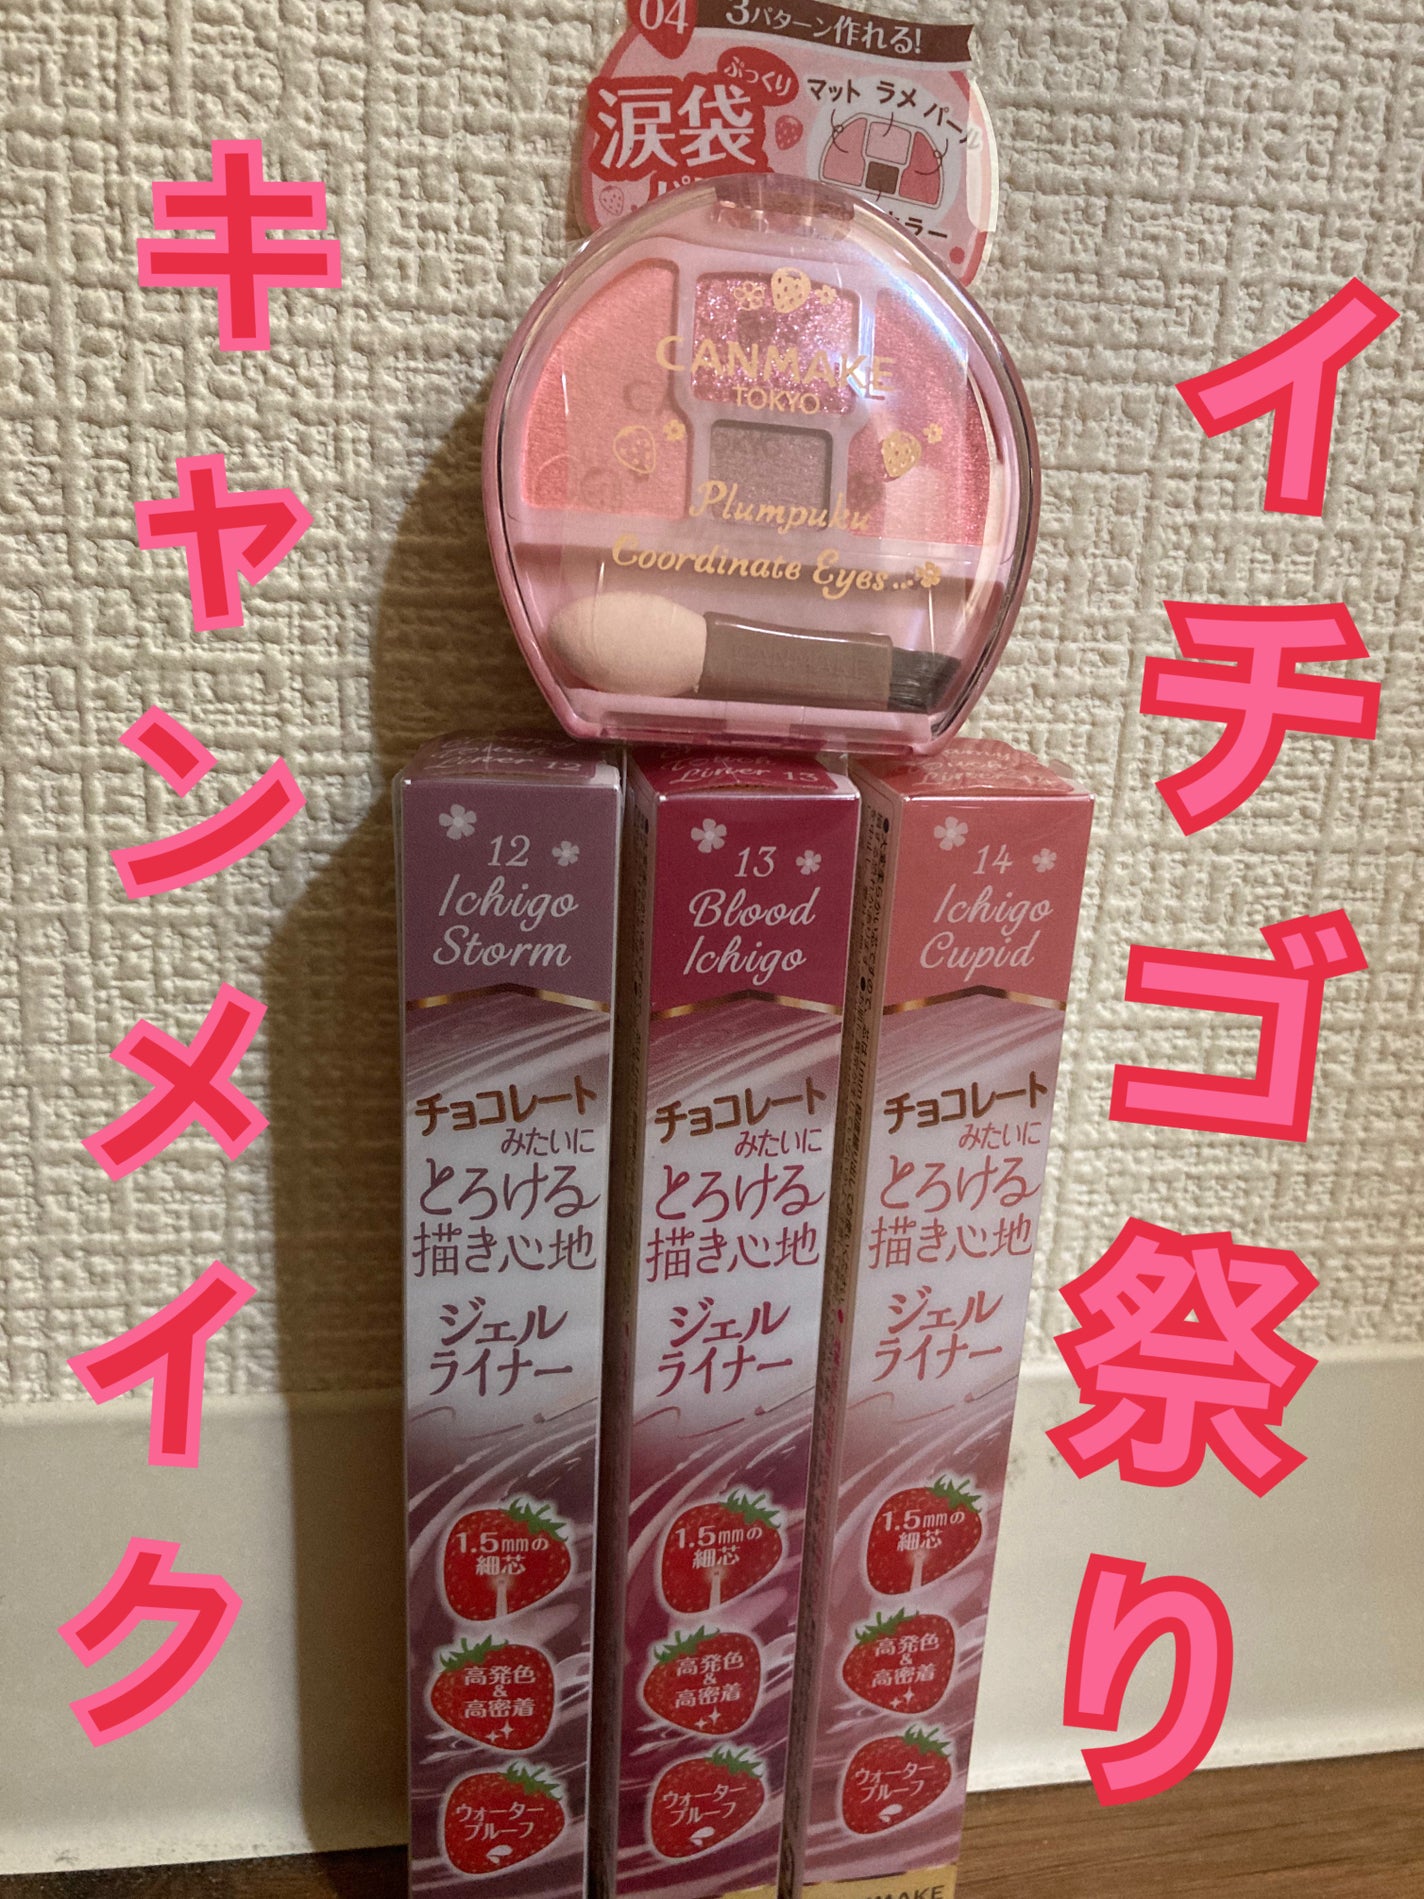 キャンメイク
イチゴ祭り
04
3パターン作れる!
ぷっくり
涙袋
マット ラメ パール
カラー
CANMAKE
TOKYO
Plumpuku
Coordinate Eyes...
CANMAKE
Liner 12
12
Ichigo
Storm
チョコレート
みたいに
とろける
描き心地
ジェル
ライナー
1.5mmの
細芯
高発色
&
高密着
ウォーター
プルーフ
Liner 13
13
Blood
Ichigo
チョコレート
みたいに
とろける
描き心地
ジェル
ライナー
1.5mmの
細芯
高発色
&
高密着
ウォーター
プルーフ
14
Ichigo
Cupid
チョコレート
みたいに
とろける
描き心地
ジェル
ライナー
1.5mmの
細芯
高発色
&
高密着
ウォーター
プルーフ